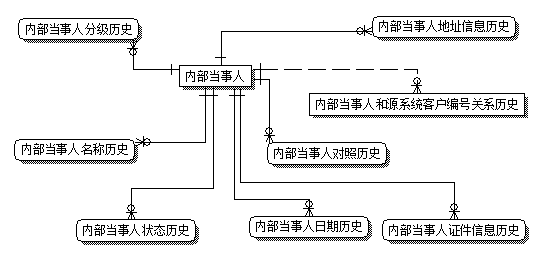 内部当事人分级历史
内部当事人地址信息历史
内部当事人
内部当事人和源系统客户编号关系历史
内部当事人名称历史
内部当事人对照历史
内部当事人状态历史
内部当事人日期历史
内部当事人证件信息历史